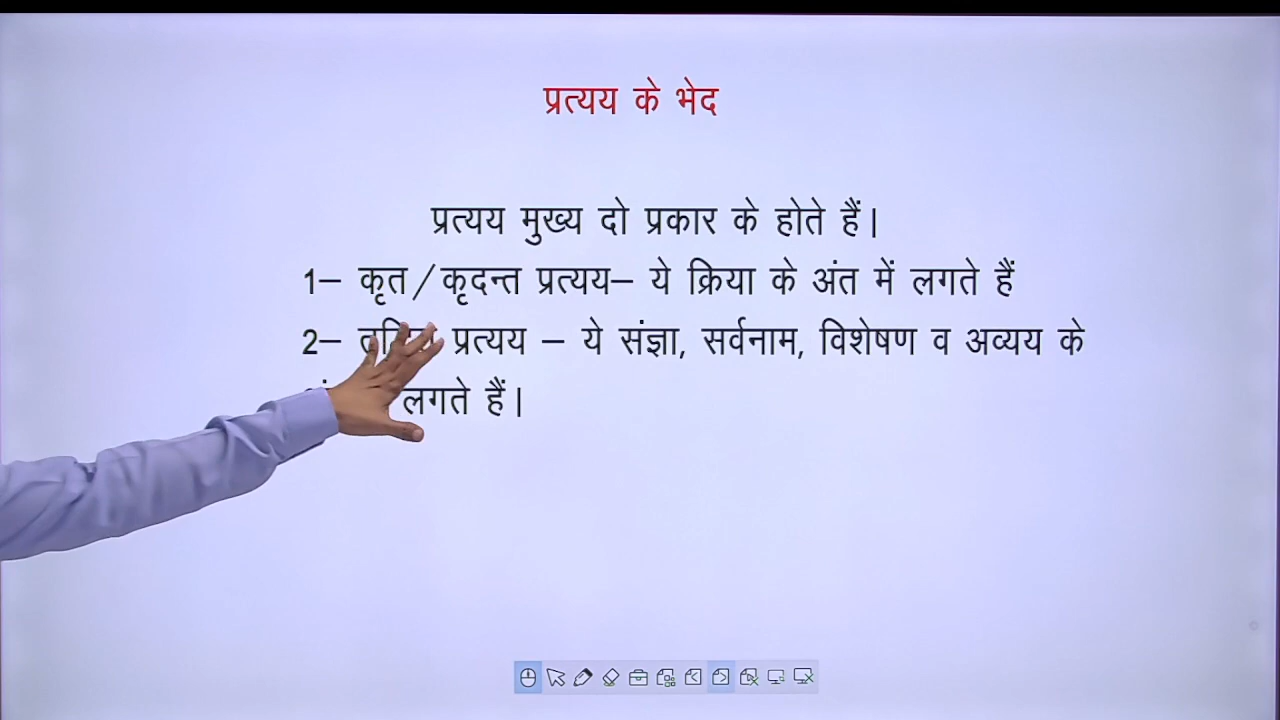 प्रत्यय के भेद
प्रत्यय मुख्य दो प्रकार के होते हैं।
1– कृत/कृदन्त प्रत्यय– ये क्रिया के अंत में लगते हैं
2– प्रत्यय – ये संज्ञा, सर्वनाम, विशेषण व अव्यय के
लगते हैं।